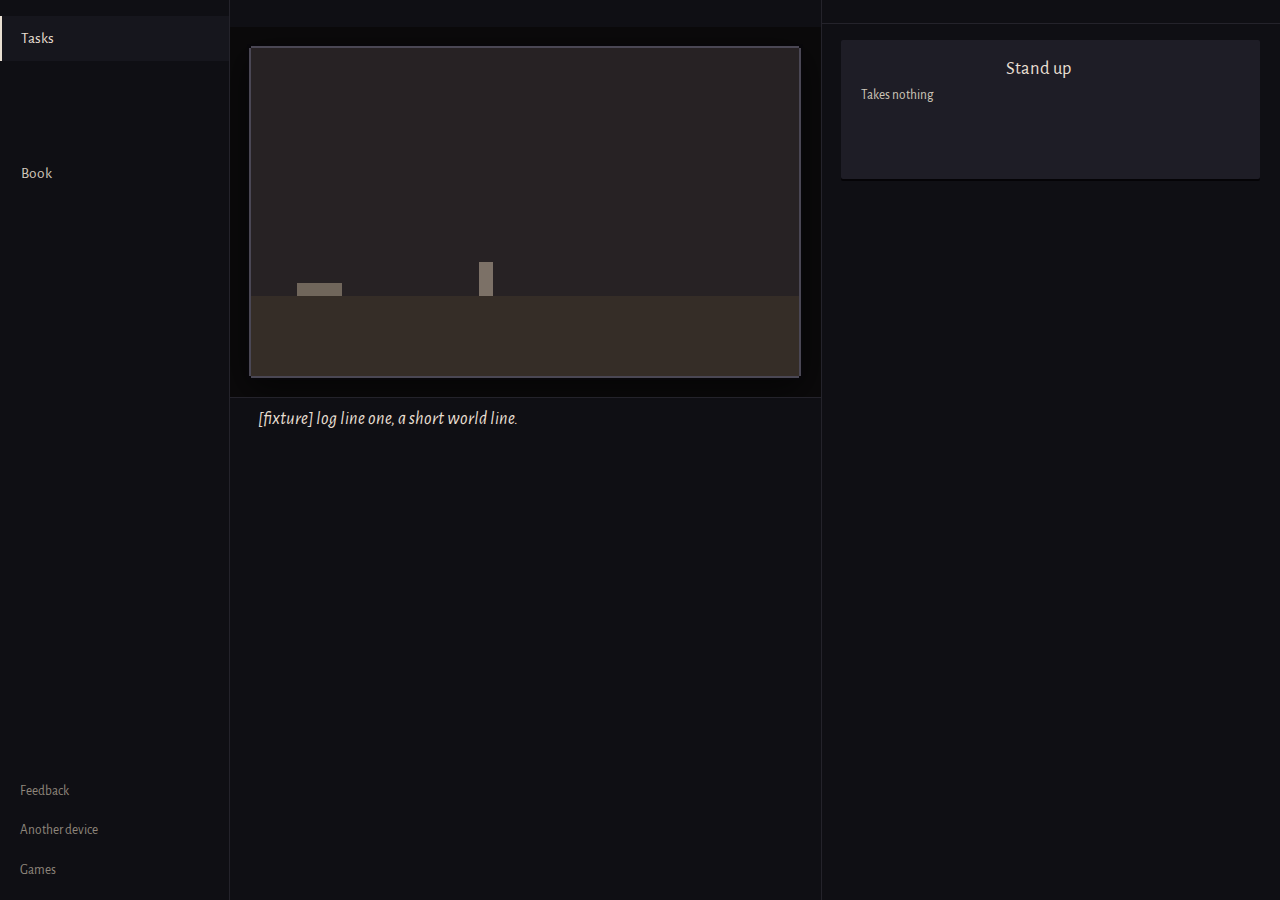 Tasks
Book
Feedback
Another device
Games
[fixture] log line one, a short world line.
Stand up
Takes nothing